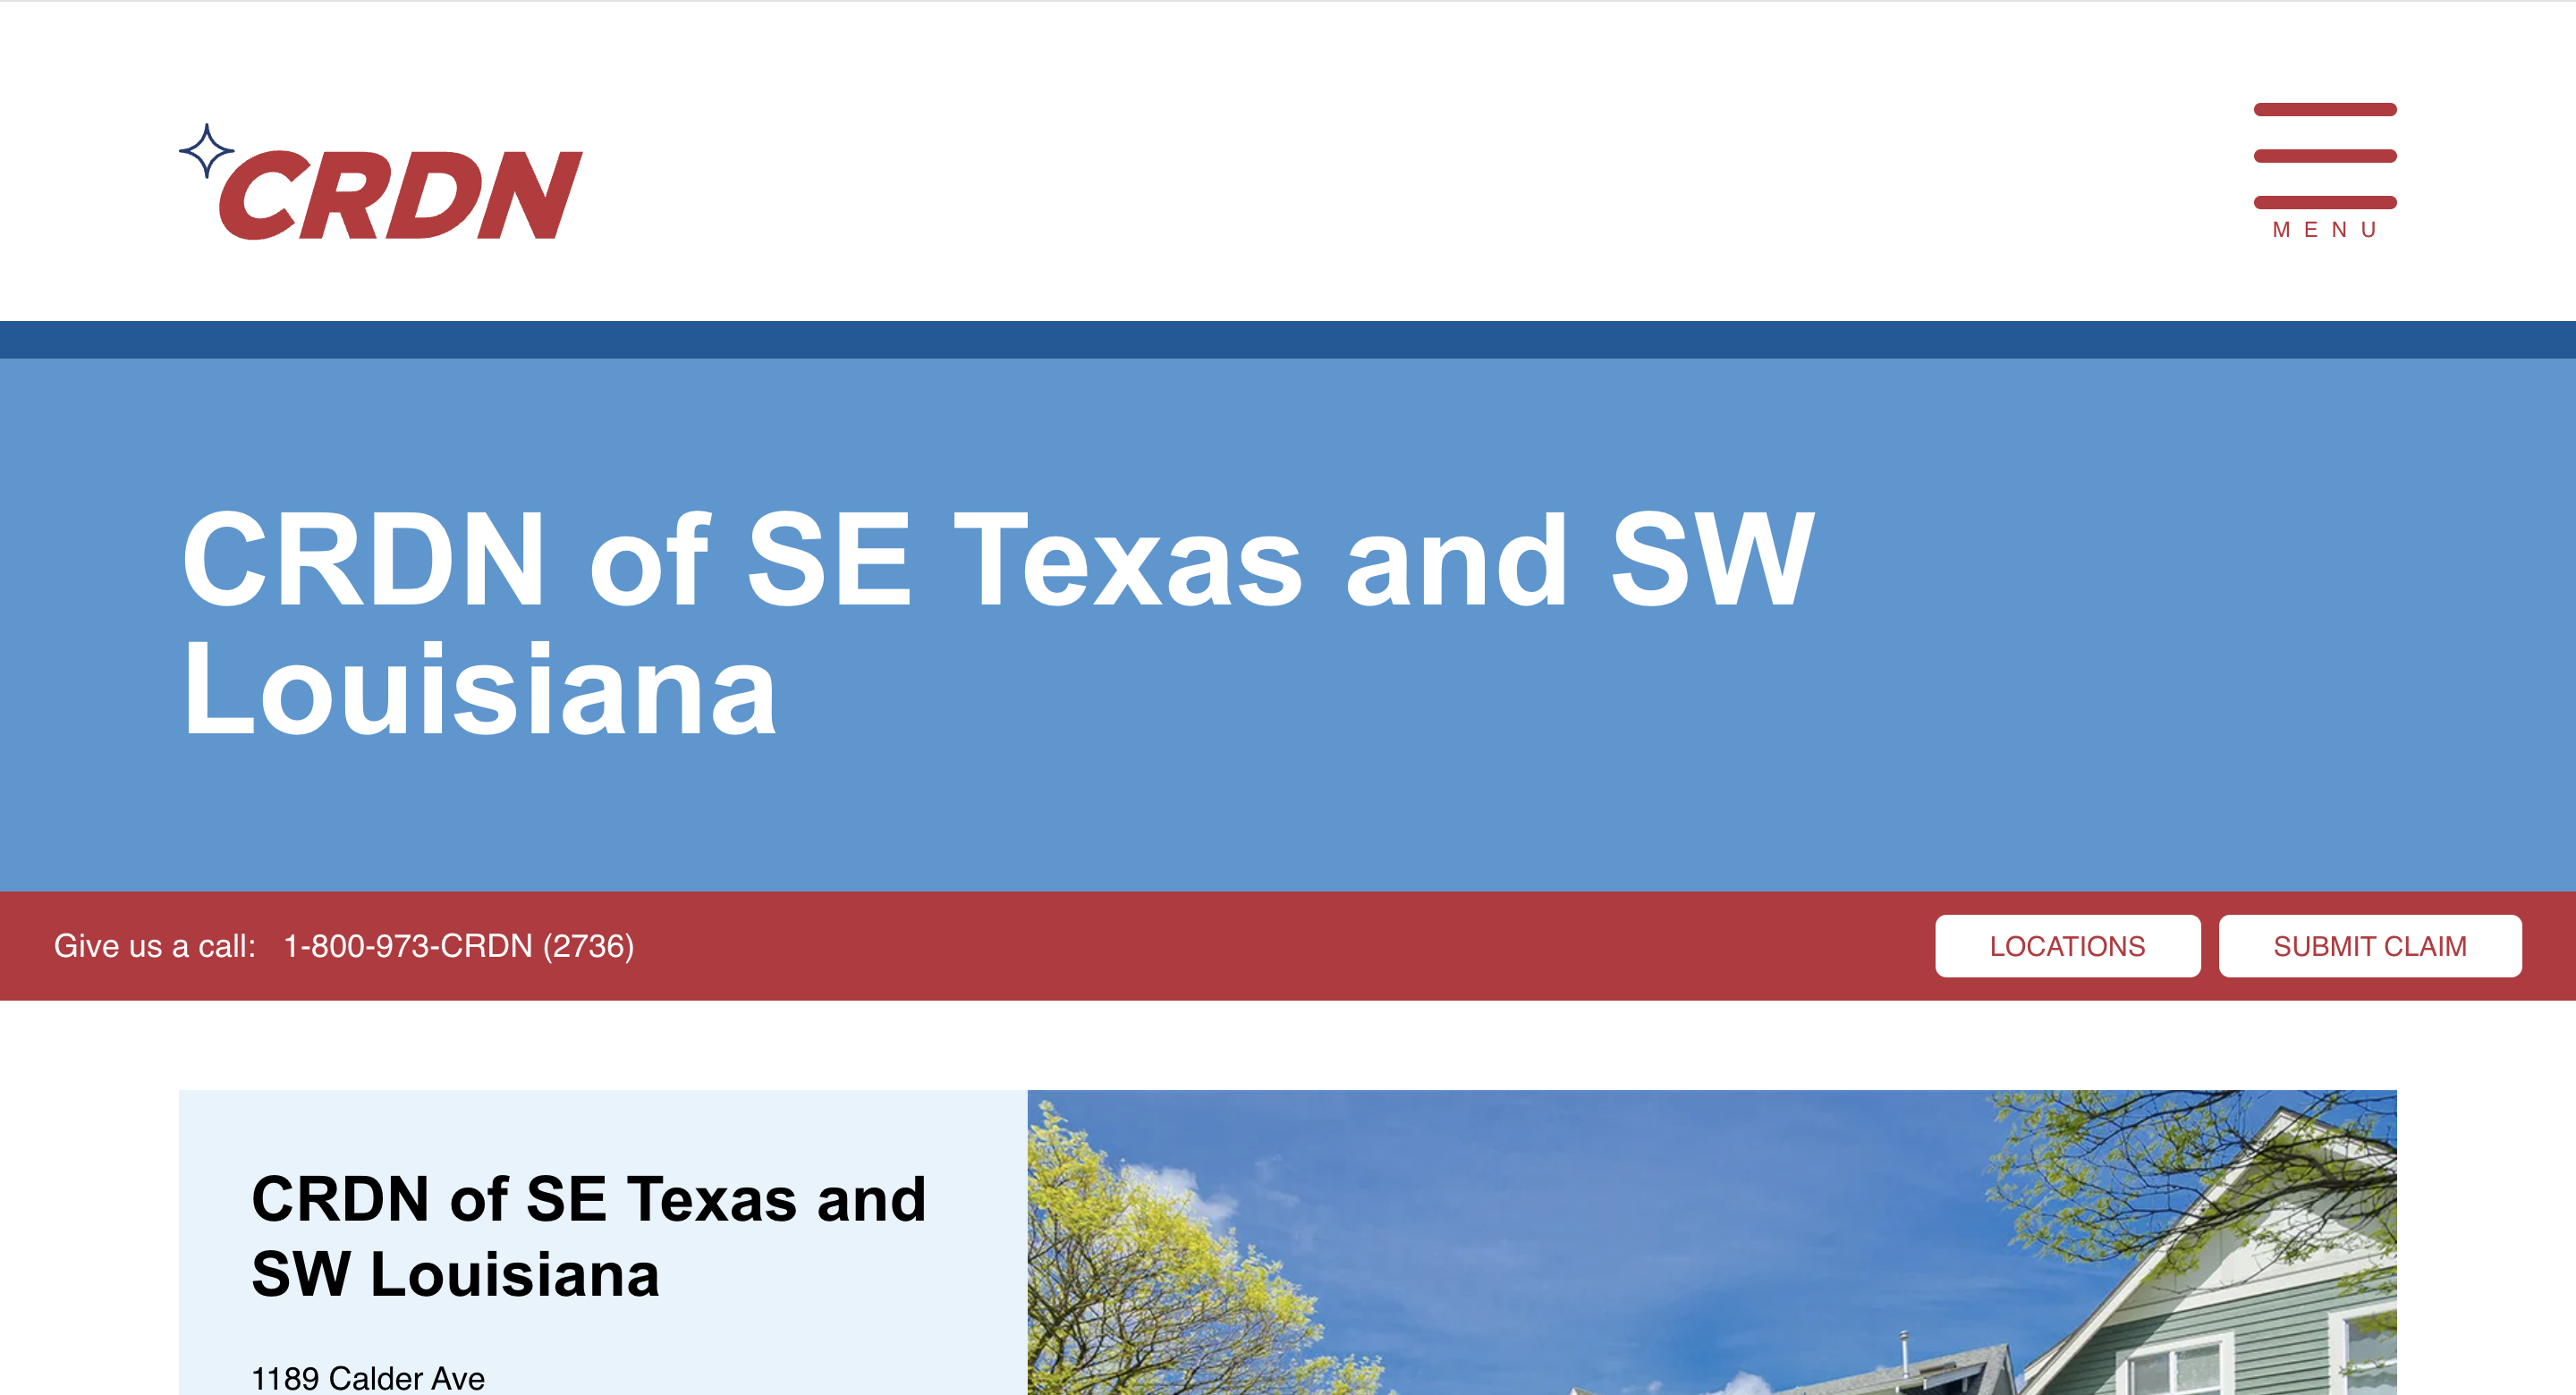 CRDN
MENU
CRDN of SE Texas and SW
Louisiana
Give us a call: 1-800-973-CRDN (2736)
LOCATIONS
SUBMIT CLAIM
CRDN of SE Texas and
SW Louisiana
1189 Calder Ave